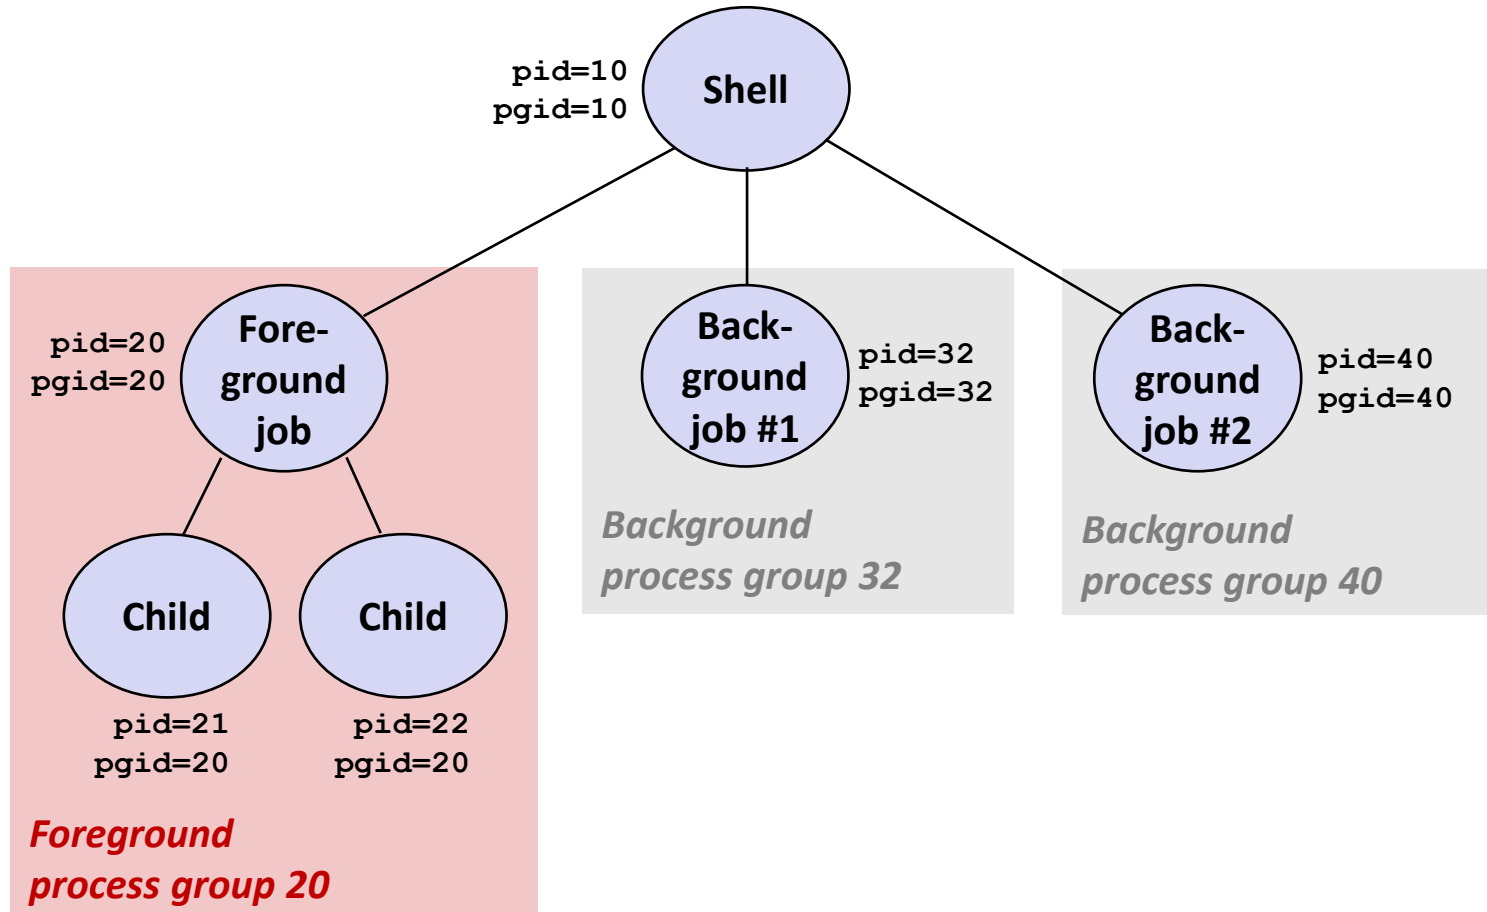 pid=10
pgid=10
Shell
pid=20
pgid=20
Fore-
ground
job
Back-
ground
job #1
pid=32
pgid=32
Back-
ground
job #2
pid=40
pgid=40
Background
process group 32
Background
process group 40
Child
Child
pid=21
pgid=20
pid=22
pgid=20
Foreground
process group 20